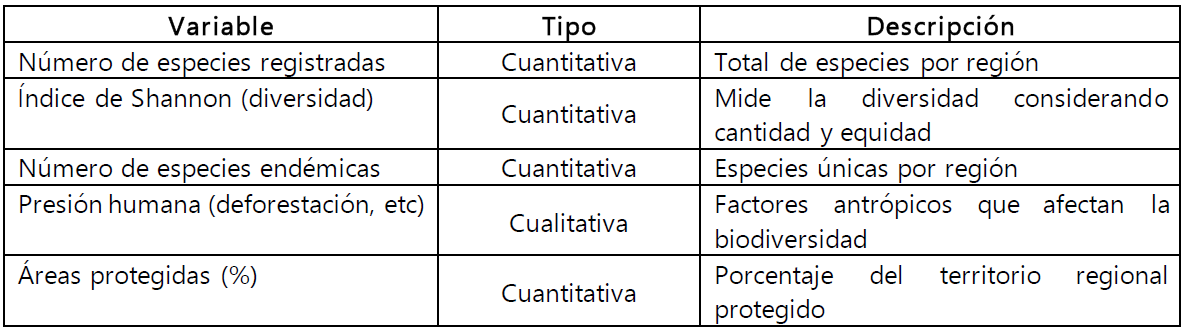 Variable Tipo Descripción
Número de especies registradas Cuantitativa Total de especies por región
Índice de Shannon (diversidad) Cuantitativa Mide la diversidad considerando
cantidad y equidad
Número de especies endémicas Cuantitativa Especies únicas por región
Presión humana (deforestación, etc) Cualitativa Factores antrópicos que afectan la
biodiversidad
Áreas protegidas (%) Cuantitativa Porcentaje del territorio regional
protegido